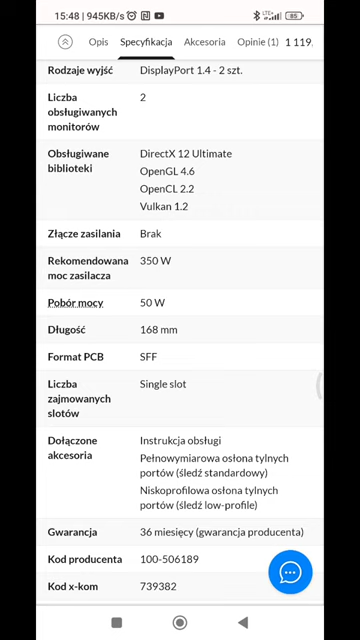 15:48 | 945KB/s
LTE
85
Opis Specyfikacja Akcesoria Opinie (1) 1 119,
Rodzaje wyjść DisplayPort 1.4 - 2 szt.
Liczba 2
obsługiwanych
monitorów
Obsługiwane DirectX 12 Ultimate
biblioteki OpenGL 4.6
OpenCL 2.2
Vulkan 1.2
Złącze zasilania Brak
Rekomendowana 350 W
moc zasilacza
Pobór mocy 50 W
Długość 168 mm
Format PCB SFF
Liczba Single slot
zajmowanych
slotów
Dołączone Instrukcja obsługi
akcesoria Pełnowymiarowa osłona tylnych
portów (śledź standardowy)
Niskoprofilowa osłona tylnych
portów (śledź low-profile)
Gwarancja 36 miesięcy (gwarancja producenta)
Kod producenta 100-506189
Kod x-kom 739382